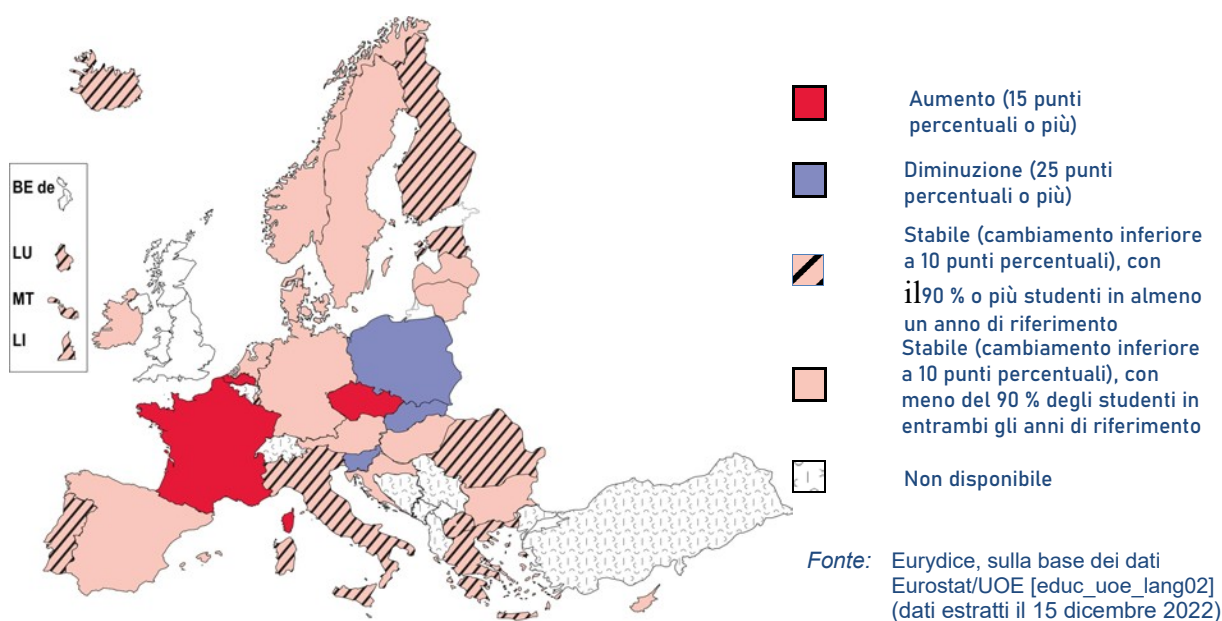 BE de
LU
MT
LI
Aumento (15 punti
percentuali o più)
Diminuzione (25 punti
percentuali o più)
Stabile (cambiamento inferiore
a 10 punti percentuali), con
il90 % o più studenti in almeno
un anno di riferimento
Stabile (cambiamento inferiore
a 10 punti percentuali), con
meno del 90 % degli studenti in
entrambi gli anni di riferimento
Non disponibile
Fonte: Eurydice, sulla base dei dati
Eurostat/UOE [educ_uoe_lang02]
(dati estratti il 15 dicembre 2022)